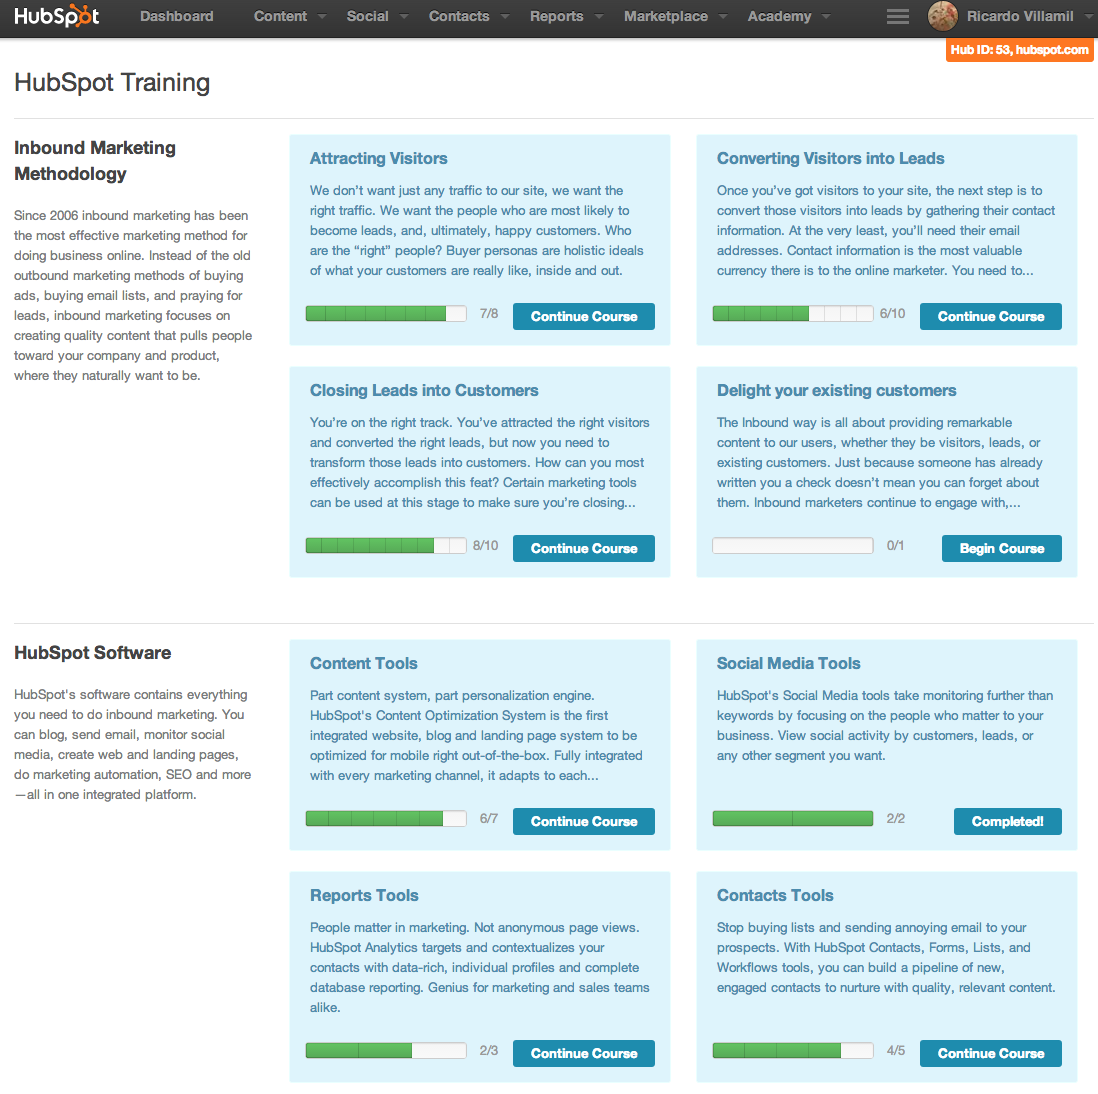 HubSpot
Dashboard
Content
Social
Contacts
Reports
Marketplace
Academy
Ricardo Villamil
Hub ID: 53, hubspot.com
HubSpot Training
Inbound Marketing
Methodology
Since 2006 inbound marketing has been
the most effective marketing method for
doing business online. Instead of the old
outbound marketing methods of buying
ads, buying email lists, and praying for
leads, inbound marketing focuses on
creating quality content that pulls people
toward your company and product,
where they naturally want to be.
Attracting Visitors
We don’t want just any traffic to our site, we want the
right traffic. We want the people who are most likely to
become leads, and, ultimately, happy customers. Who
are the “right” people? Buyer personas are holistic ideals
of what your customers are really like, inside and out.
7/8
Continue Course
Converting Visitors into Leads
Once you’ve got visitors to your site, the next step is to
convert those visitors into leads by gathering their contact
information. At the very least, you’ll need their email
addresses. Contact information is the most valuable
currency there is to the online marketer. You need to...
6/10
Continue Course
Closing Leads into Customers
You’re on the right track. You’ve attracted the right visitors
and converted the right leads, but now you need to
transform those leads into customers. How can you most
effectively accomplish this feat? Certain marketing tools
can be used at this stage to make sure you’re closing...
8/10
Continue Course
Delight your existing customers
The Inbound way is all about providing remarkable
content to our users, whether they be visitors, leads, or
existing customers. Just because someone has already
written you a check doesn’t mean you can forget about
them. Inbound marketers continue to engage with,...
0/1
Begin Course
HubSpot Software
HubSpot's software contains everything
you need to do inbound marketing. You
can blog, send email, monitor social
media, create web and landing pages,
do marketing automation, SEO and more
—all in one integrated platform.
Content Tools
Part content system, part personalization engine.
HubSpot's Content Optimization System is the first
integrated website, blog and landing page system to be
optimized for mobile right out-of-the-box. Fully integrated
with every marketing channel, it adapts to each...
6/7
Continue Course
Social Media Tools
HubSpot's Social Media tools take monitoring further than
keywords by focusing on the people who matter to your
business. View social activity by customers, leads, or
any other segment you want.
2/2
Completed!
Reports Tools
People matter in marketing. Not anonymous page views.
HubSpot Analytics targets and contextualizes your
contacts with data-rich, individual profiles and complete
database reporting. Genius for marketing and sales teams
alike.
2/3
Continue Course
Contacts Tools
Stop buying lists and sending annoying email to your
prospects. With HubSpot Contacts, Forms, Lists, and
Workflows tools, you can build a pipeline of new,
engaged contacts to nurture with quality, relevant content.
4/5
Continue Course